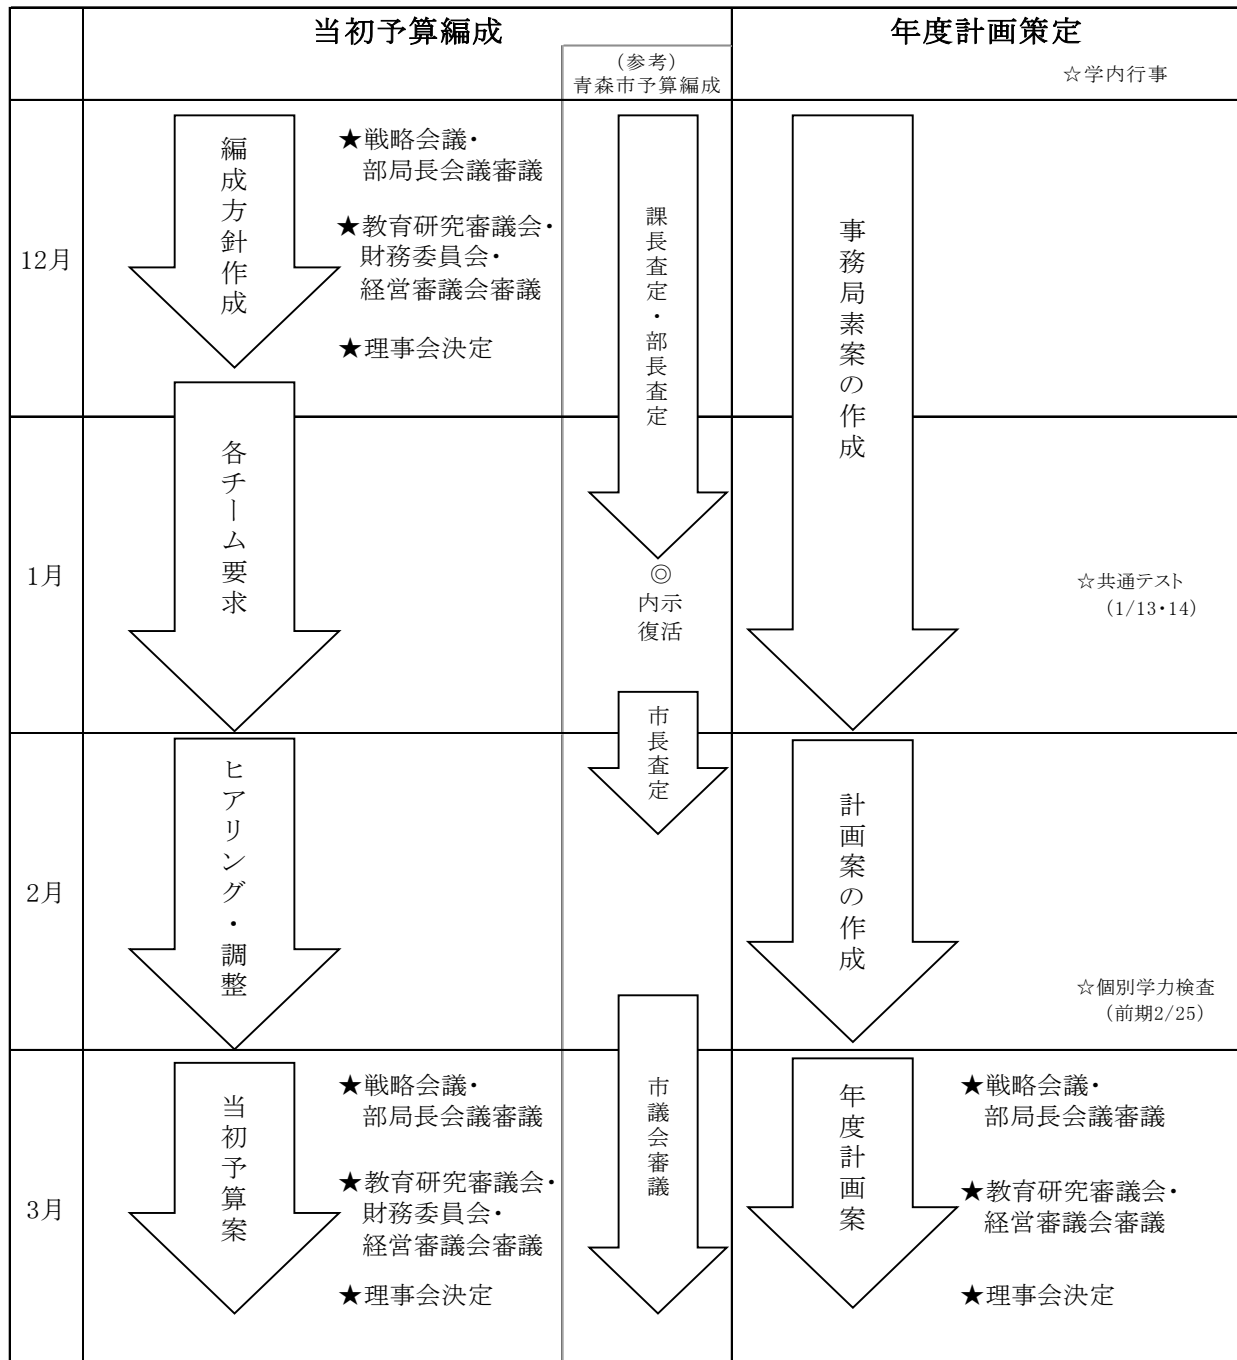 当初予算編成
年度計画策定
(参考)
青森市予算編成
☆学内行事
12月
編成方針作成
★戦略会議・
部局長会議審議
★教育研究審議会・
財務委員会・
経営審議会審議
★理事会決定
課長査定・部長査定
事務局素案の作成
1月
各チーム要求
◎
内示
復活
☆共通テスト
(1/13・14)
市長査定
2月
ヒアリング・調整
計画案の作成
☆個別学力検査
(前期2/25)
3月
当初予算案
★戦略会議・
部局長会議審議
★教育研究審議会・
財務委員会・
経営審議会審議
★理事会決定
市議会審議
年度計画案
★戦略会議・
部局長会議審議
★教育研究審議会・
経営審議会審議
★理事会決定